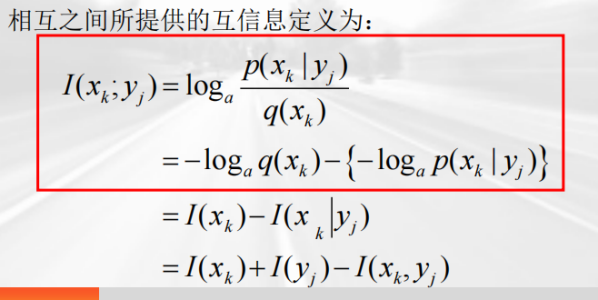 相互之间所提供的互信息定义为:
I(x_k;y_j) = log_a p(x_k|y_j) / q(x_k)
= -log_a q(x_k) - {-log_a p(x_k|y_j)}
= I(x_k) - I(x_k|y_j)
= I(x_k) + I(y_j) - I(x_k,y_j)